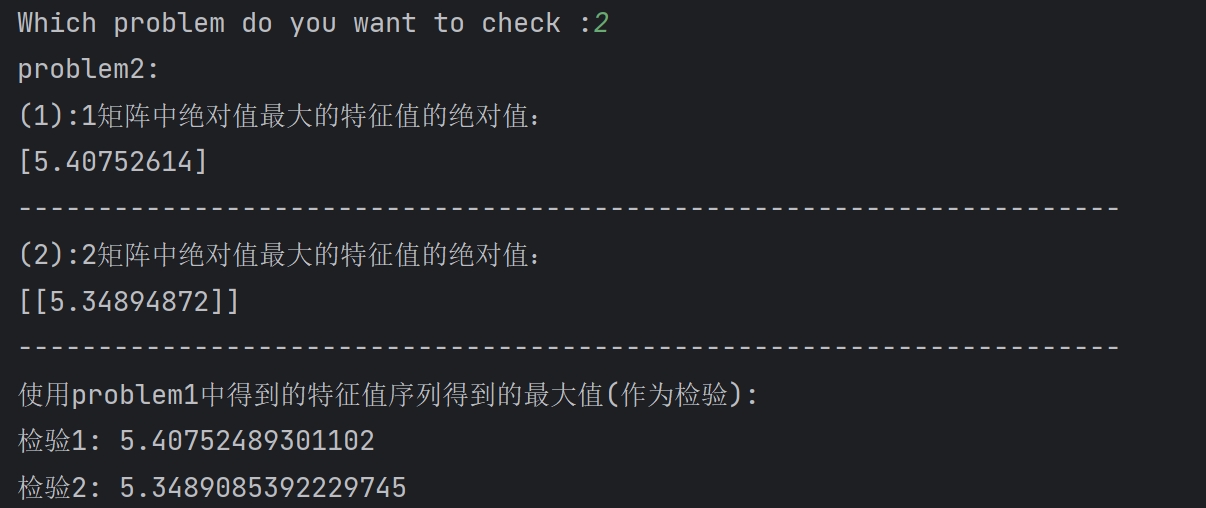 Which problem do you want to check :2
problem2:
(1):1矩阵中绝对值最大的特征值的绝对值：
[5.40752614]
---------------------------------------------------------------------
(2):2矩阵中绝对值最大的特征值的绝对值：
[[5.34894872]]
---------------------------------------------------------------------
使用problem1中得到的特征值序列得到的最大值(作为检验):
检验1: 5.40752489301102
检验2: 5.3489085392229745